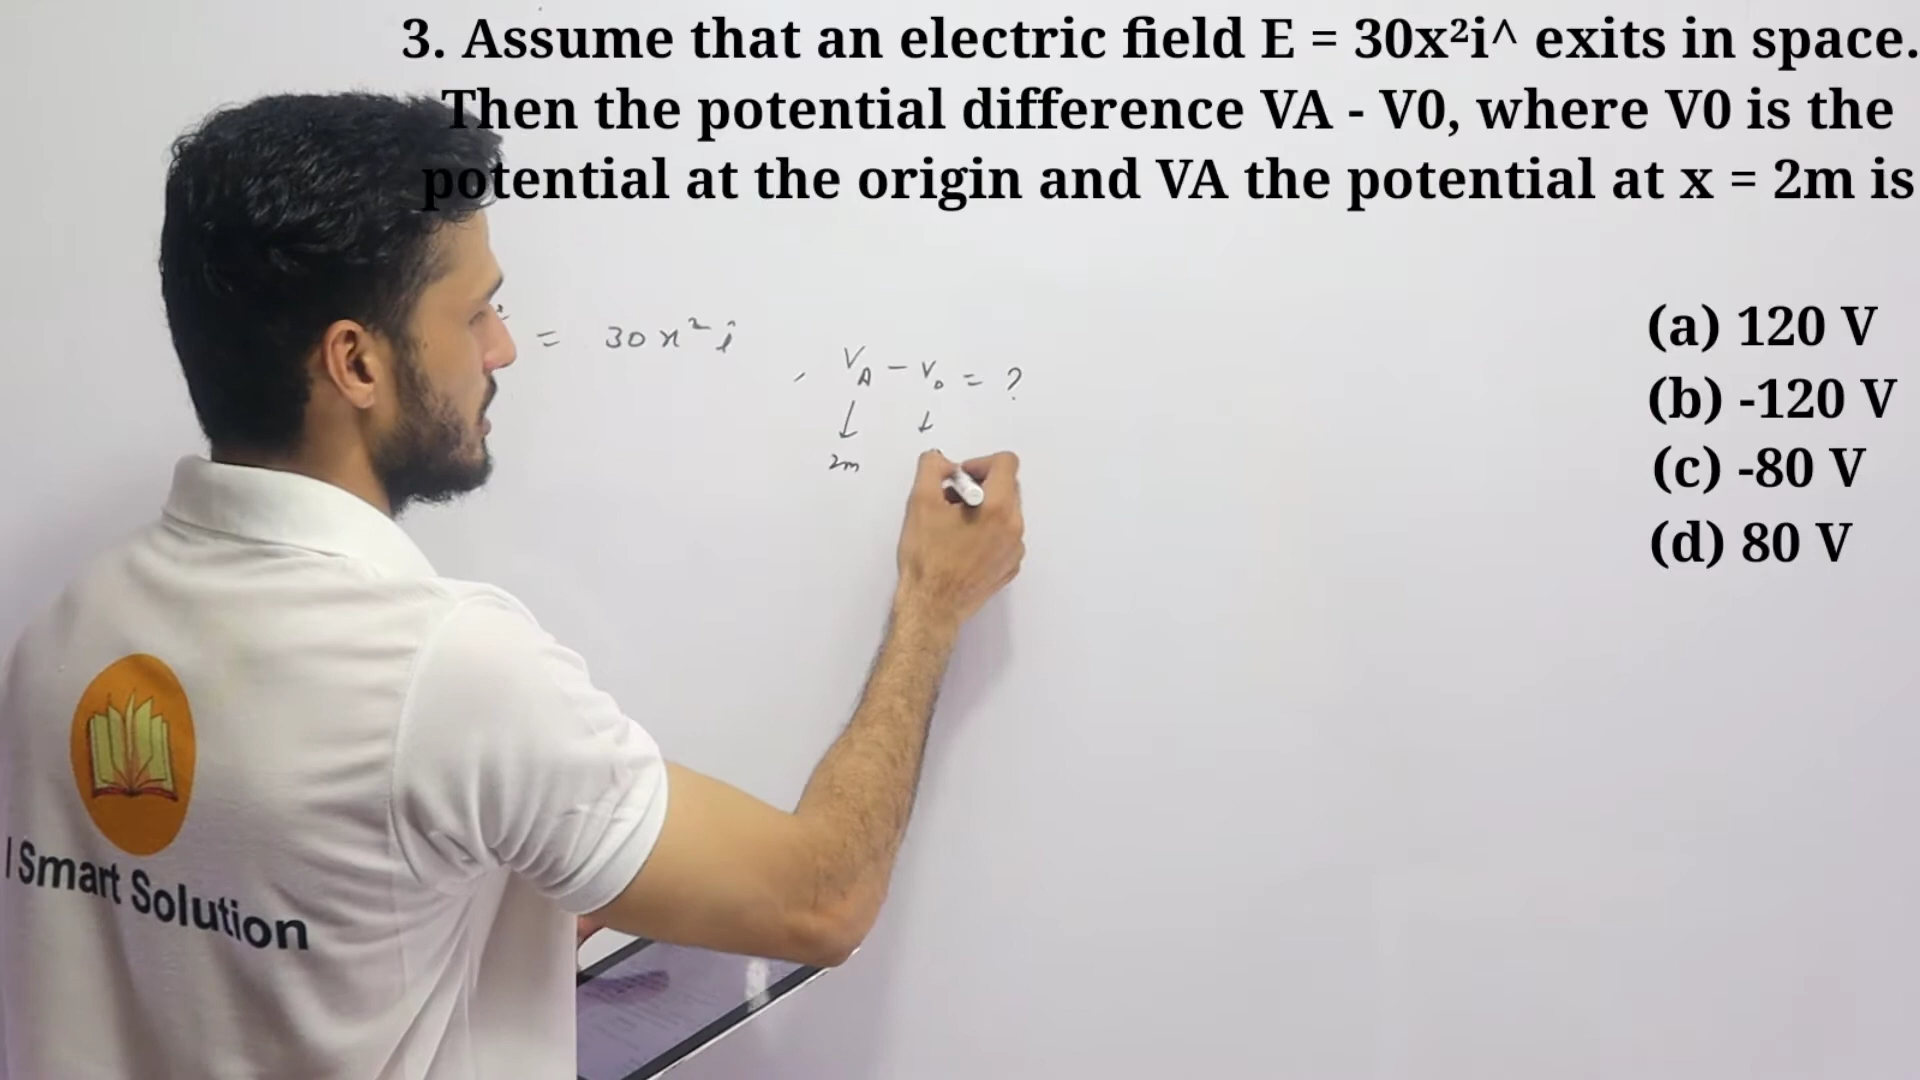 3. Assume that an electric field E = 30x²i^ exits in space.
Then the potential difference VA - V0, where V0 is the
potential at the origin and VA the potential at x = 2m is
(a) 120 V
(b) -120 V
(c) -80 V
(d) 80 V
= 30x² î , V_A - V_0 = ?
↓ ↓
2m
I Smart Solution